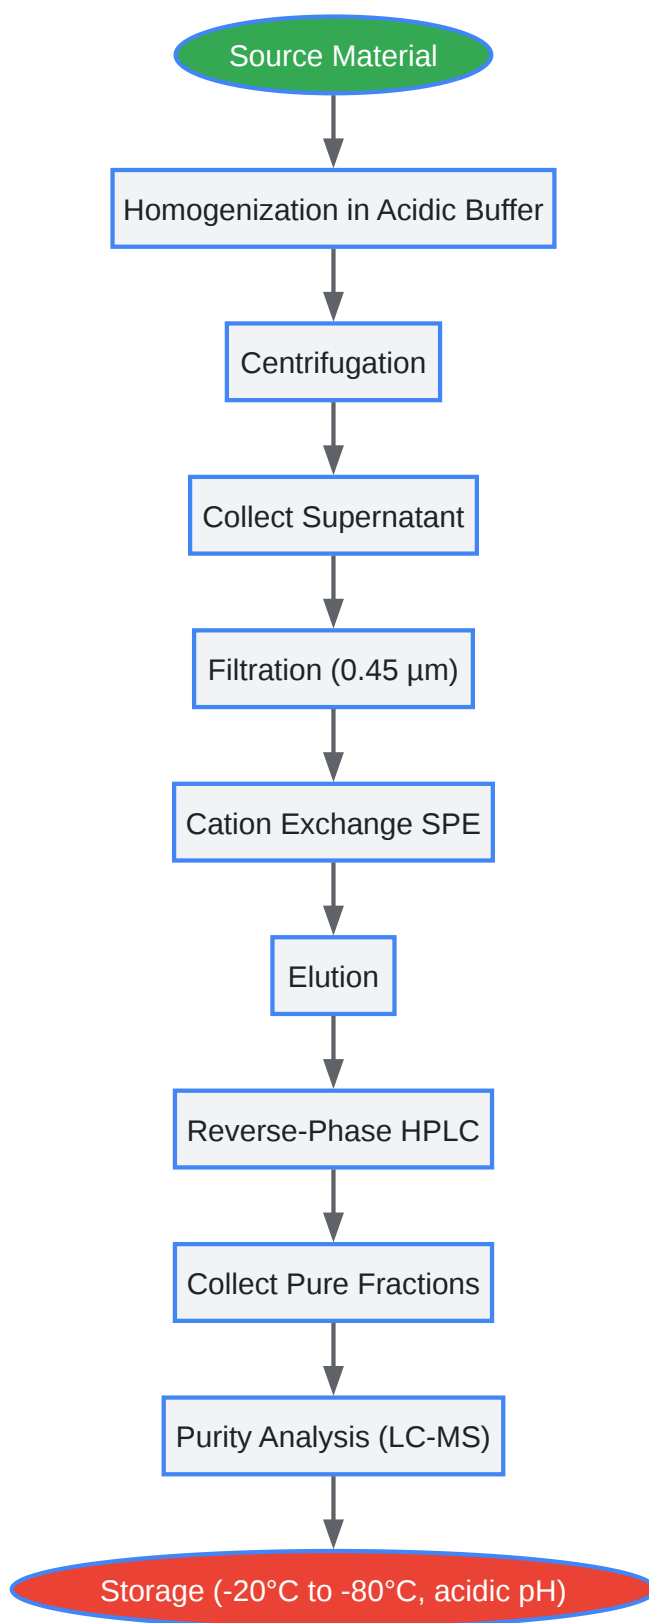 Source Material
Homogenization in Acidic Buffer
Centrifugation
Collect Supernatant
Filtration (0.45 µm)
Cation Exchange SPE
Elution
Reverse-Phase HPLC
Collect Pure Fractions
Purity Analysis (LC-MS)
Storage (-20°C to -80°C, acidic pH)